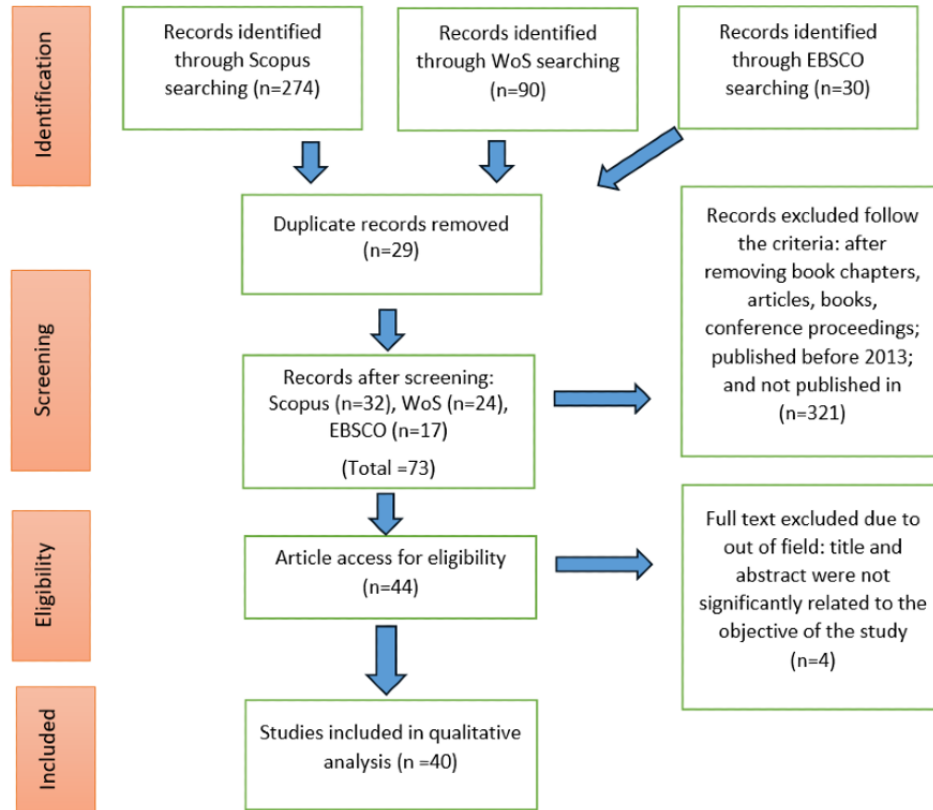 Identification
Records identified
through Scopus
searching (n=274)
Records identified
through WoS searching
(n=90)
Records identified
through EBSCO
searching (n=30)
Duplicate records removed
(n=29)
Records excluded follow
the criteria: after
removing book chapters,
articles, books,
conference proceedings;
published before 2013;
and not published in
(n=321)
Screening
Records after screening:
Scopus (n=32), WoS (n=24),
EBSCO (n=17)
(Total =73)
Eligibility
Article access for eligibility
(n=44)
Full text excluded due to
out of field: title and
abstract were not
significantly related to the
objective of the study
(n=4)
Included
Studies included in qualitative
analysis (n =40)